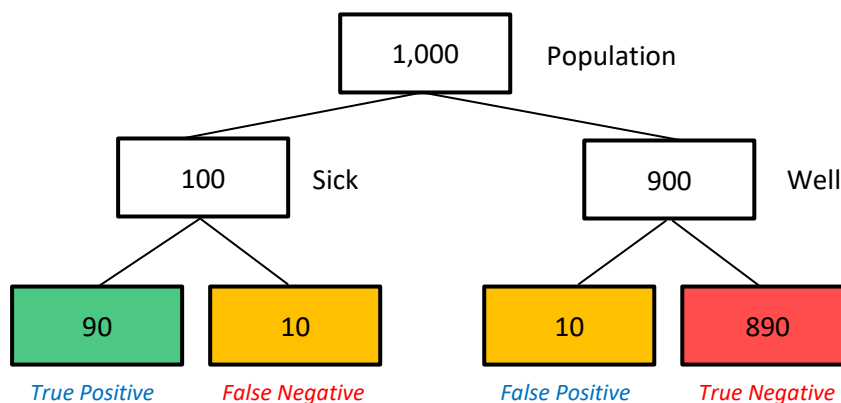 1,000 Population
100 Sick 900 Well
90 10 10 890
True Positive False Negative False Positive True Negative